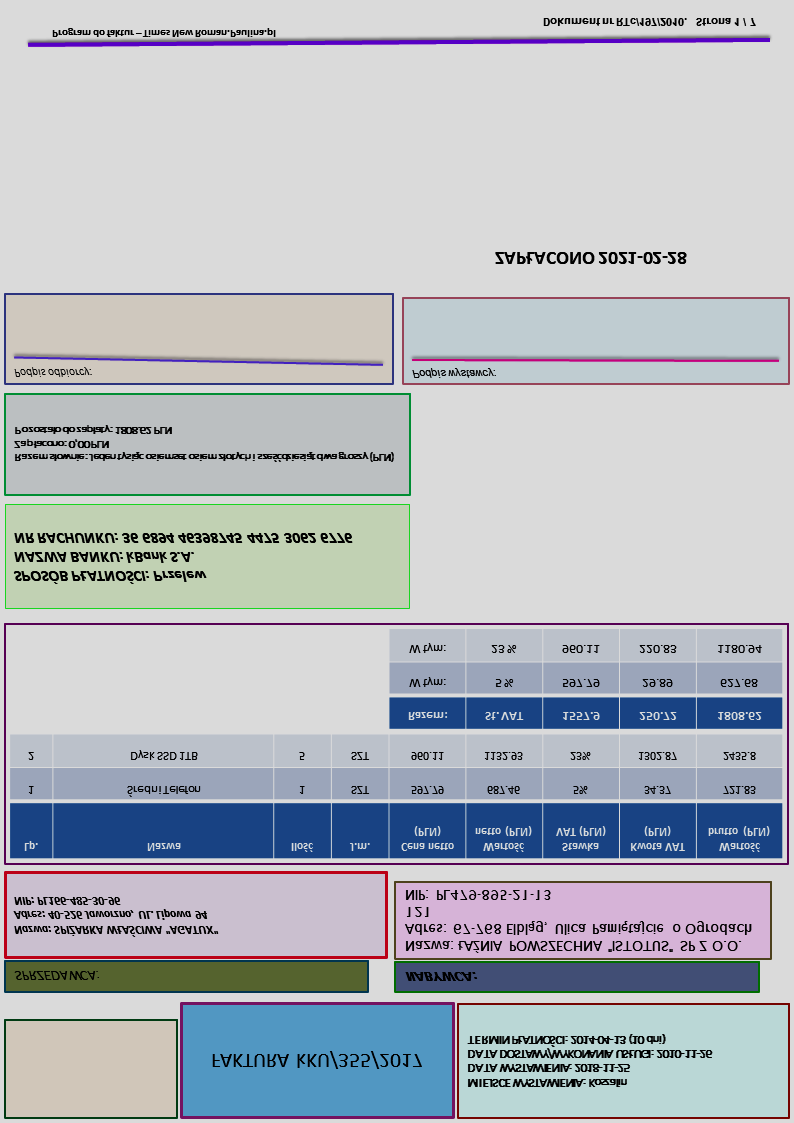 MIEJSCE WYSTAWIENIA: Koszalin
DATA WYSTAWIENIA: 2018-11-25
DATA DOSTAWY/WYKONANIA USŁUGI: 2010-11-26
TERMIN PŁATNOŚCI: 2014-04-13 (10 dni)
FAKTURA kKU/355/2017
SPRZEDAWCA:
Nazwa: SPIŻARKA WŁAŚCIWA "AGATUX"
Adres: 40-526 Jaworzno, UL. Lipowa 94
NIP: PL166-485-30-96
NABYWCA:
Nazwa: ŁAŹNIA POWSZECHNA "ISTOTUS" SP Z O.O.
Adres: 67-768 Elbląg, Ulica Pamiętajcie o Ogrodach
121
NIP: PL479-895-21-13
Lp. Nazwa Ilość J.m. Cena netto (PLN) Wartość netto (PLN) Stawka VAT (PLN) Kwota VAT (PLN) Wartość brutto (PLN)
1 Średni Telefon 1 SZT 597.79 687.46 5% 34.37 721.83
2 Dysk SSD 1TB 5 SZT 960.11 1132.93 23% 1302.87 2435.8
Razem: St. VAT 1557.9 250.72 1808.62
W tym: 5 % 597.79 29.89 627.68
W tym: 23 % 960.11 220.83 1180.94
SPOSÓB PŁATNOŚCI: Przelew
NAZWA BANKU: kBank S.A.
NR RACHUNKU: 36 6894 46398745 4475 3062 6776
Razem słownie: Jeden tysiąc osiemset osiem złotych i sześćdziesiąt dwa groszy (PLN)
Zapłacono: 0,00 PLN
Pozostało do zapłaty: 1808.62 PLN
Podpis odbiorcy:
Podpis wystawcy:
ZAPŁACONO 2021-02-28
Program do faktur – Times New Roman.Paulina.pl
Dokument nr RTc/197/2010. Strona 1 / 7